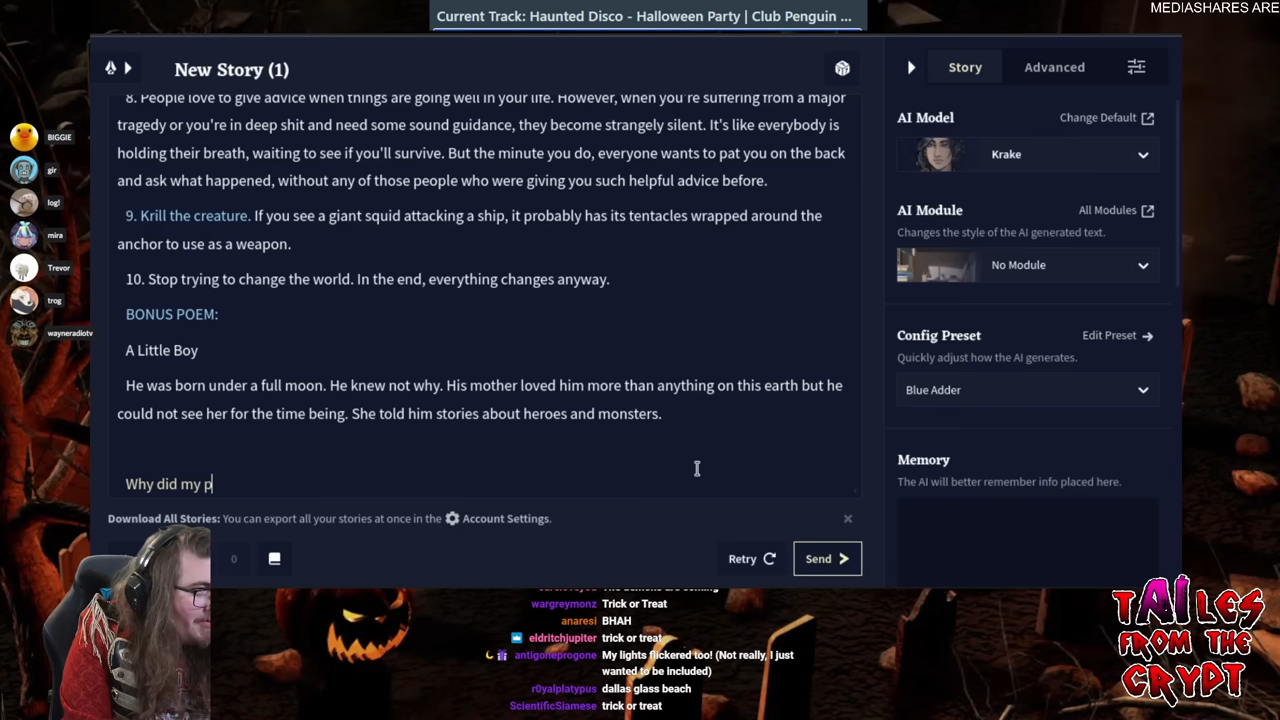 Current Track: Haunted Disco - Halloween Party | Club Penguin ...
MEDIASHARES ARE
New Story (1)
8. People love to give advice when things are going well in your life. However, when you're suffering from a major
tragedy or you're in deep shit and need some sound guidance, they become strangely silent. It's like everybody is
holding their breath, waiting to see if you'll survive. But the minute you do, everyone wants to pat you on the back
and ask what happened, without any of those people who were giving you such helpful advice before.
9. Krill the creature. If you see a giant squid attacking a ship, it probably has its tentacles wrapped around the
anchor to use as a weapon.
10. Stop trying to change the world. In the end, everything changes anyway.
BONUS POEM:
A Little Boy
He was born under a full moon. He knew not why. His mother loved him more than anything on this earth but he
could not see her for the time being. She told him stories about heroes and monsters.
Why did my p
Download All Stories: You can export all your stories at once in the Account Settings.
0
Retry
Send
Story
Advanced
AI Model
Change Default
Krake
AI Module
All Modules
Changes the style of the AI generated text.
No Module
Config Preset
Edit Preset
Quickly adjust how the AI generates.
Blue Adder
Memory
The AI will better remember info placed here.
BIGGIE
gir
log!
mira
Trevor
trog
wayneradiotv
wargreymonz Trick or Treat
anaresi BHAH
eldritchjupiter trick or treat
antigoneprogone My lights flickered too! (Not really, I just
wanted to be included)
r0yalplatypus dallas glass beach
ScientificSiamese trick or treat
TAILES
FROM THE
CRYPT